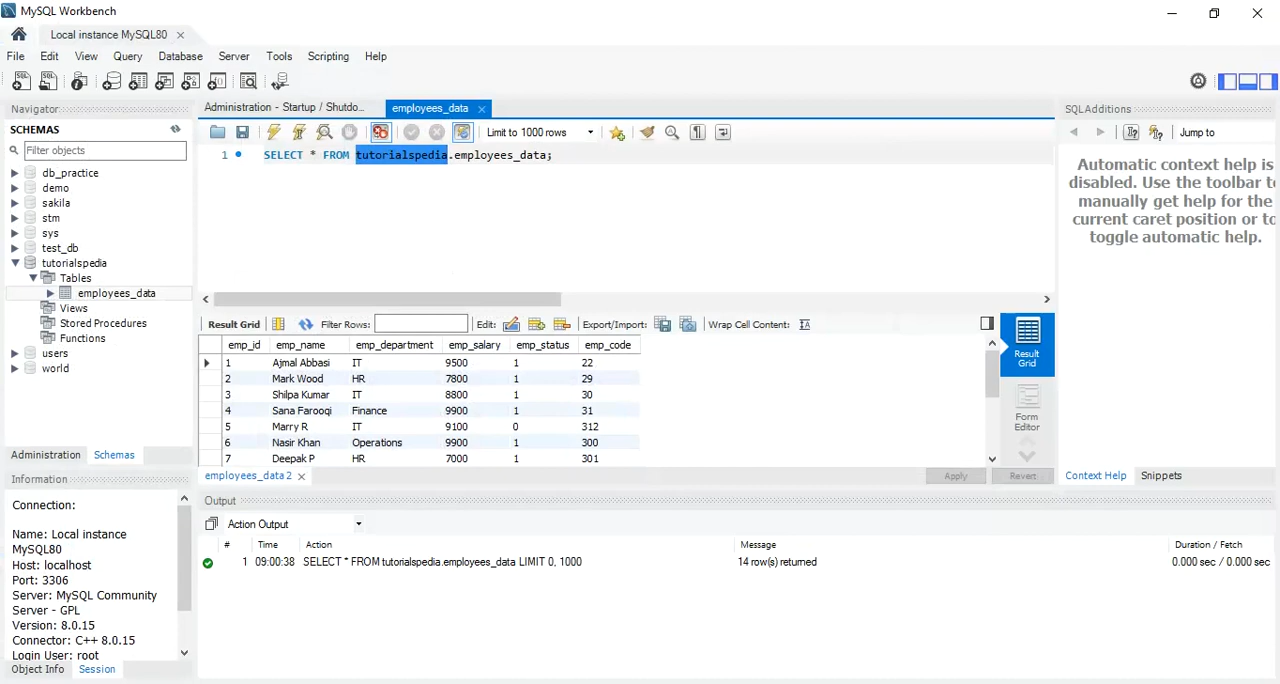 MySQL Workbench
Local instance MySQL80
File Edit View Query Database Server Tools Scripting Help
Navigator
SCHEMAS
Filter objects
db_practice
demo
sakila
stm
sys
test_db
tutorialspedia
Tables
employees_data
Views
Stored Procedures
Functions
users
world
Administration Schemas
Information
Connection:
Name: Local instance
MySQL80
Host: localhost
Port: 3306
Server: MySQL Community
Server - GPL
Version: 8.0.15
Connector: C++ 8.0.15
Login User: root
Object Info Session
Administration - Startup / Shutdo... employees_data
Limit to 1000 rows
1 SELECT * FROM tutorialspedia.employees_data;
Result Grid Filter Rows: Edit: Export/Import: Wrap Cell Content:
emp_id emp_name emp_department emp_salary emp_status emp_code
1 Ajmal Abbasi IT 9500 1 22
2 Mark Wood HR 7800 1 29
3 Shilpa Kumar IT 8800 1 30
4 Sana Farooqi Finance 9900 1 31
5 Marry R IT 9100 0 312
6 Nasir Khan Operations 9900 1 300
7 Deepak P HR 7000 1 301
Result
Grid
Form
Editor
employees_data 2 Apply Revert
SQLAdditions
Jump to
Automatic context help is
disabled. Use the toolbar to
manually get help for the
current caret position or to
toggle automatic help.
Context Help Snippets
Output
Action Output
# Time Action Message Duration / Fetch
1 09:00:38 SELECT * FROM tutorialspedia.employees_data LIMIT 0, 1000 14 row(s) returned 0.000 sec / 0.000 sec